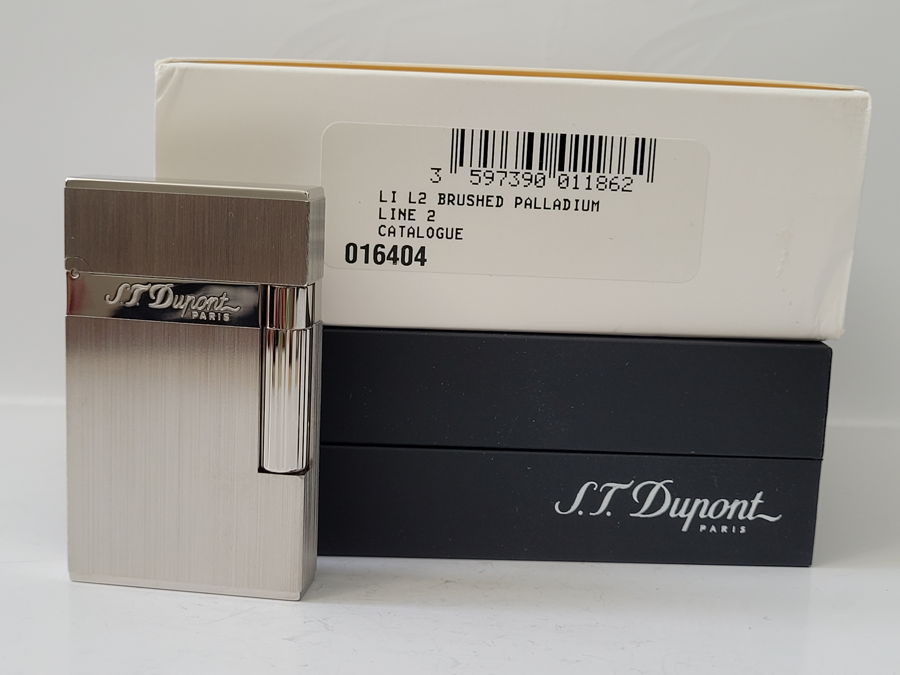 3 597390 011862
LI L2 BRUSHED PALLADIUM
LINE 2
CATALOGUE
016404
S.T. Dupont
PARIS
S.T. Dupont
PARIS